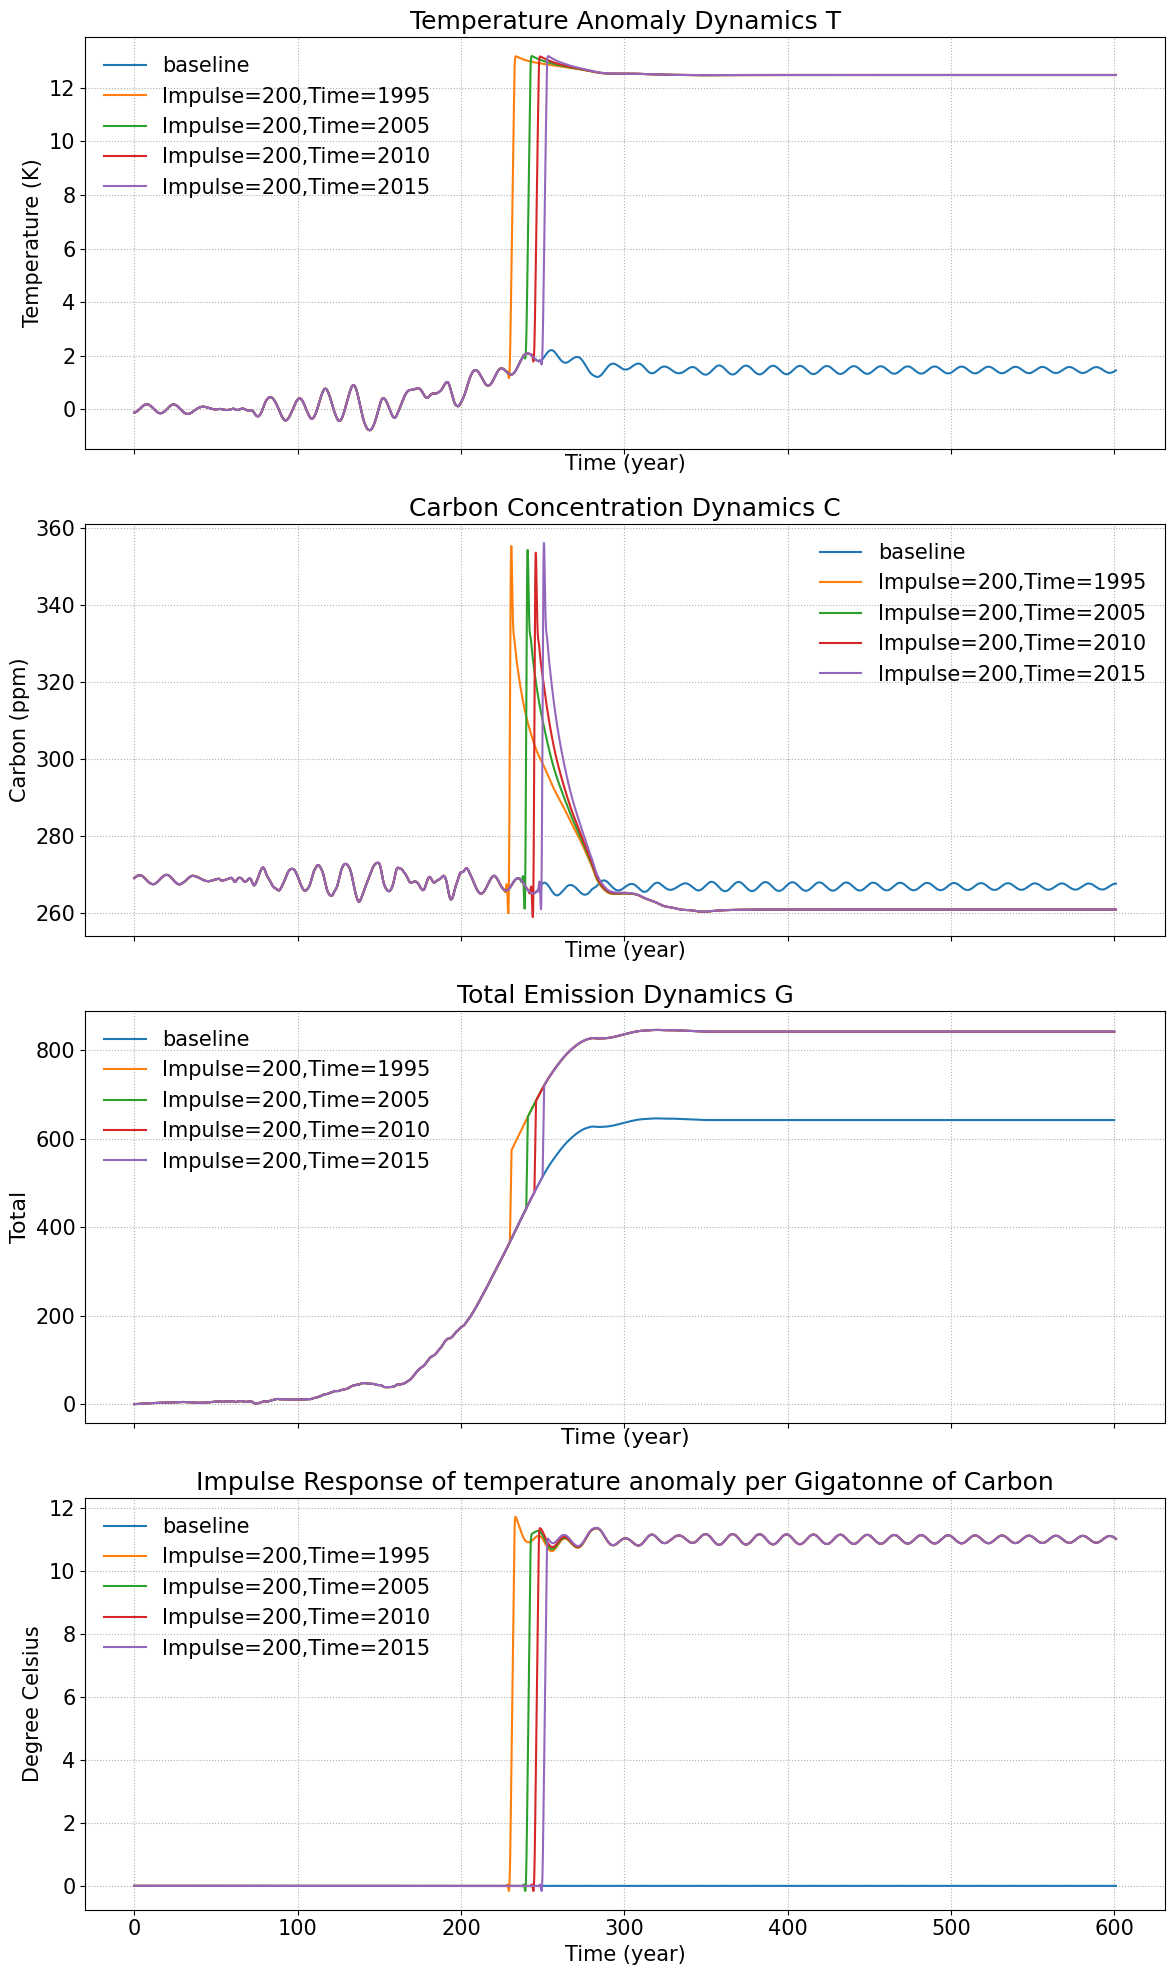 Temperature Anomaly Dynamics T
baseline
Impulse=200,Time=1995
Impulse=200,Time=2005
Impulse=200,Time=2010
Impulse=200,Time=2015
Temperature (K)
12
10
8
6
4
2
0
Time (year)
Carbon Concentration Dynamics C
baseline
Impulse=200,Time=1995
Impulse=200,Time=2005
Impulse=200,Time=2010
Impulse=200,Time=2015
Carbon (ppm)
360
340
320
300
280
260
Time (year)
Total Emission Dynamics G
baseline
Impulse=200,Time=1995
Impulse=200,Time=2005
Impulse=200,Time=2010
Impulse=200,Time=2015
Total
800
600
400
200
0
Time (year)
Impulse Response of temperature anomaly per Gigatonne of Carbon
baseline
Impulse=200,Time=1995
Impulse=200,Time=2005
Impulse=200,Time=2010
Impulse=200,Time=2015
Degree Celsius
12
10
8
6
4
2
0
0 100 200 300 400 500 600
Time (year)